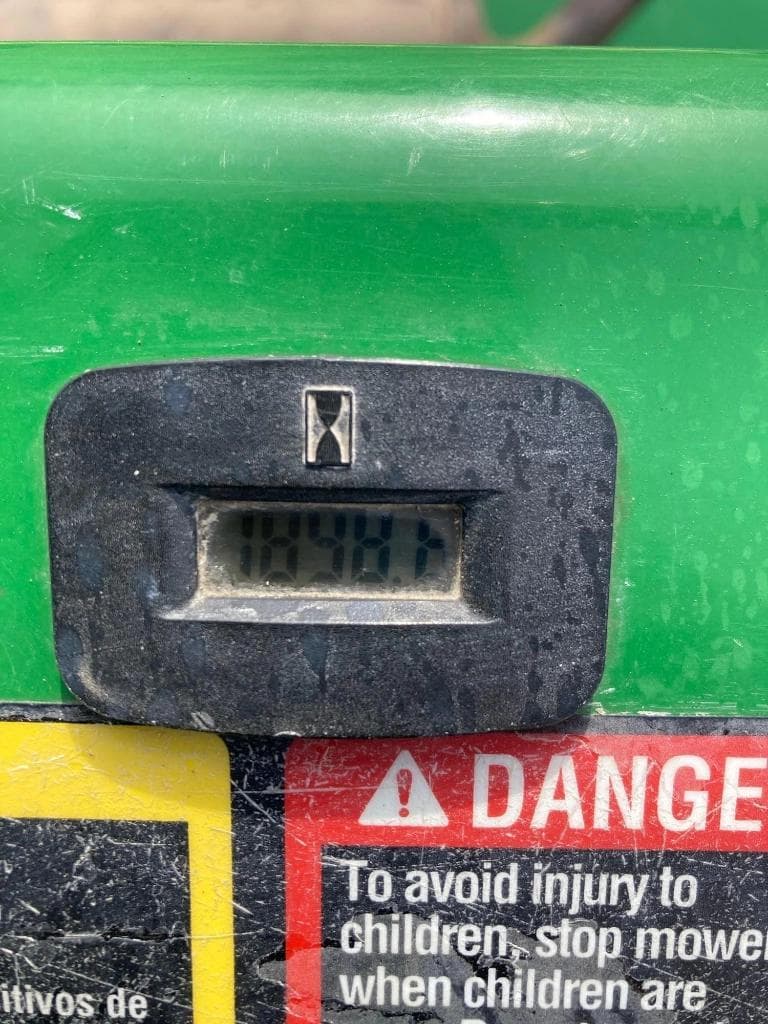 DANGE
To avoid injury to
children, stop mowe
itivos de
when children are